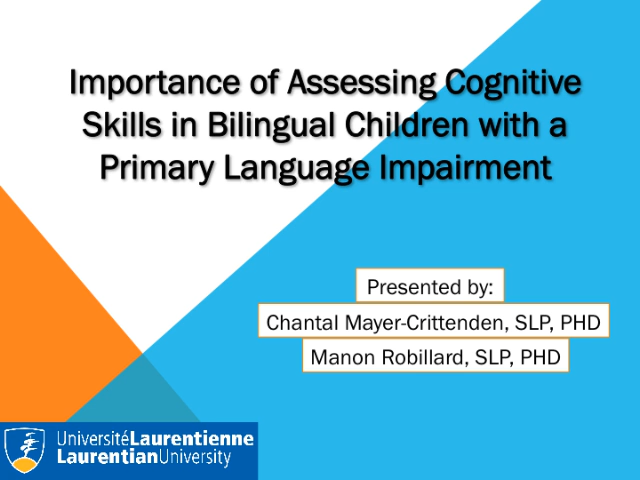 Importance of Assessing Cognitive
Skills in Bilingual Children with a
Primary Language Impairment
Presented by:
Chantal Mayer-Crittenden, SLP, PHD
Manon Robillard, SLP, PHD
UniversitéLaurentienne
LaurentianUniversity